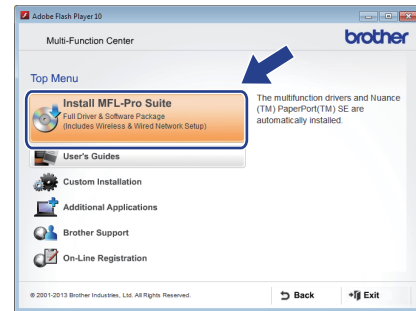 Adobe Flash Player 10
Multi-Function Center
brother
Top Menu
Install MFL-Pro Suite
Full Driver & Software Package
(Includes Wireless & Wired Network Setup)
The multifunction drivers and Nuance
(TM) PaperPort(TM) SE are
automatically installed.
User's Guides
Custom Installation
Additional Applications
Brother Support
On-Line Registration
© 2001-2013 Brother Industries, Ltd. All Rights Reserved.
Back
Exit